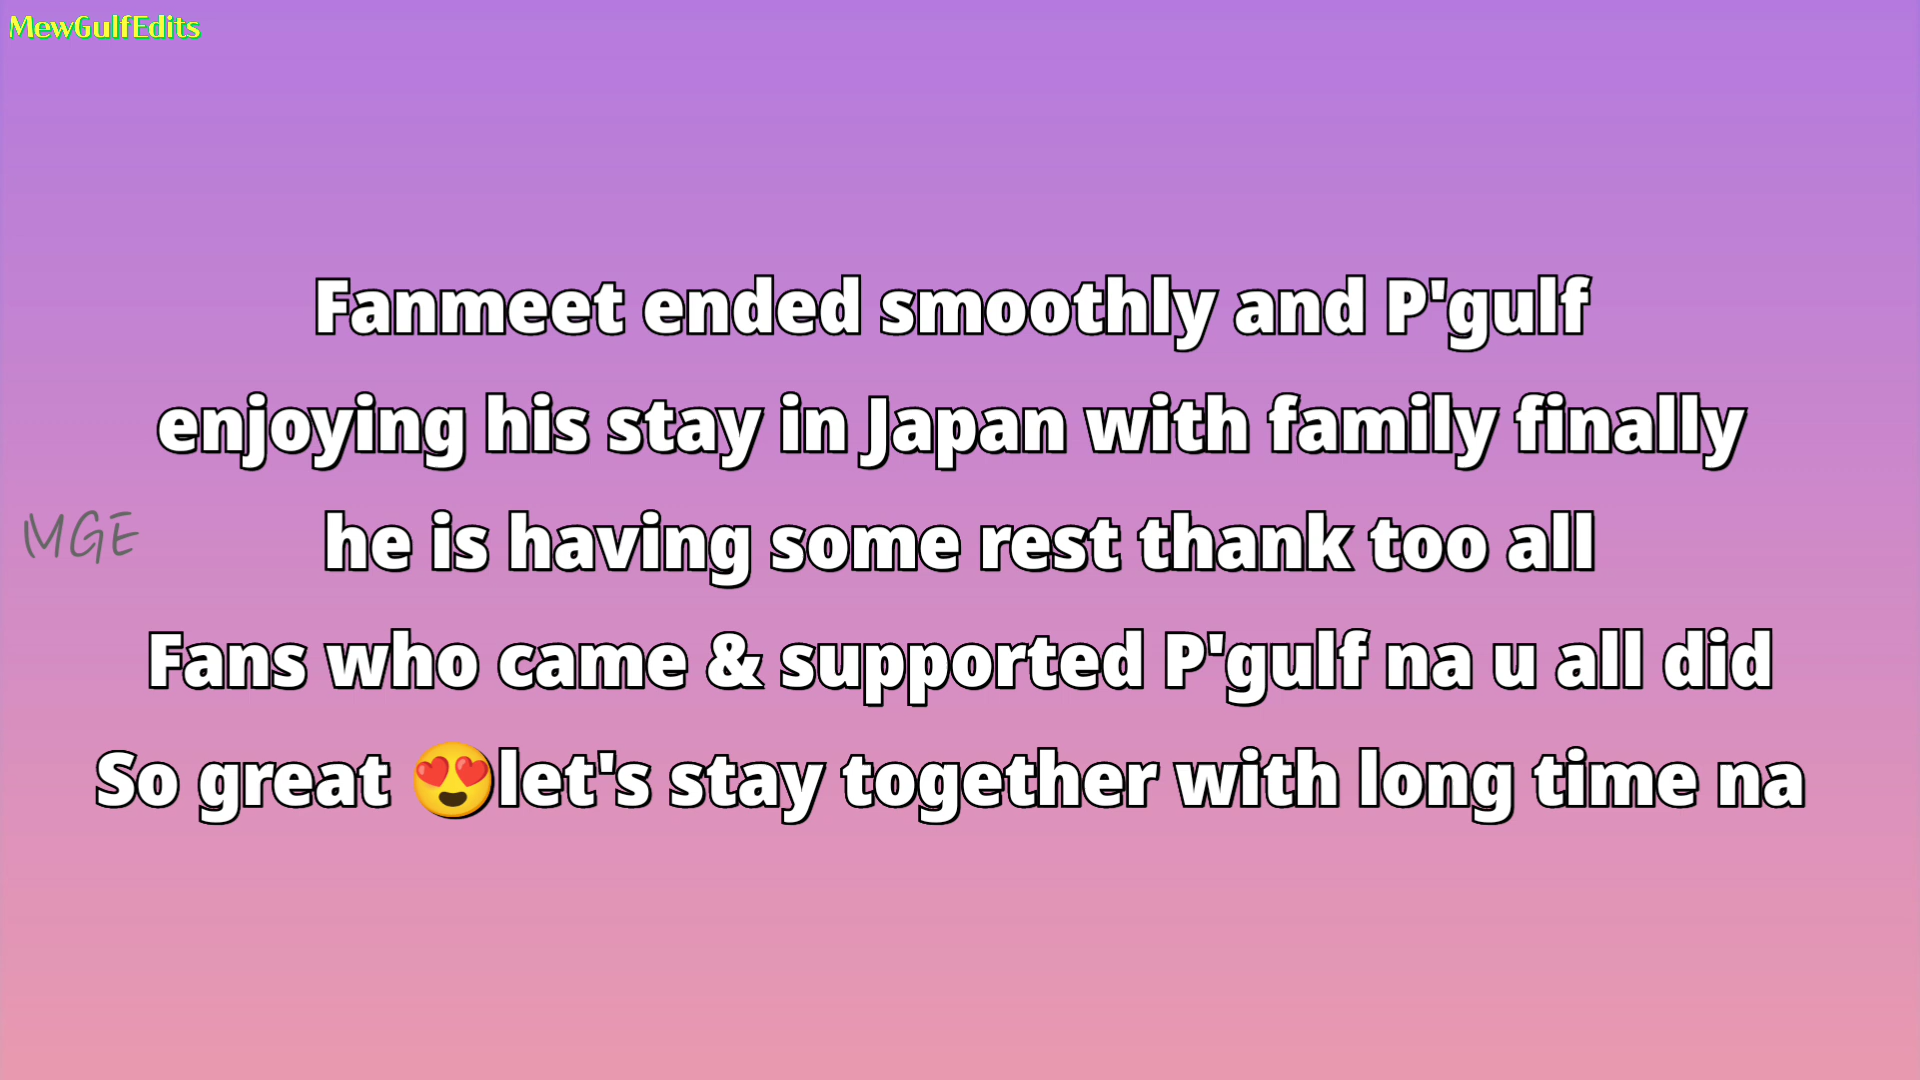 MewGulfEdits
Fanmeet ended smoothly and P'gulf
enjoying his stay in Japan with family finally
MGE
he is having some rest thank too all
Fans who came & supported P'gulf na u all did
So great 😍let's stay together with long time na